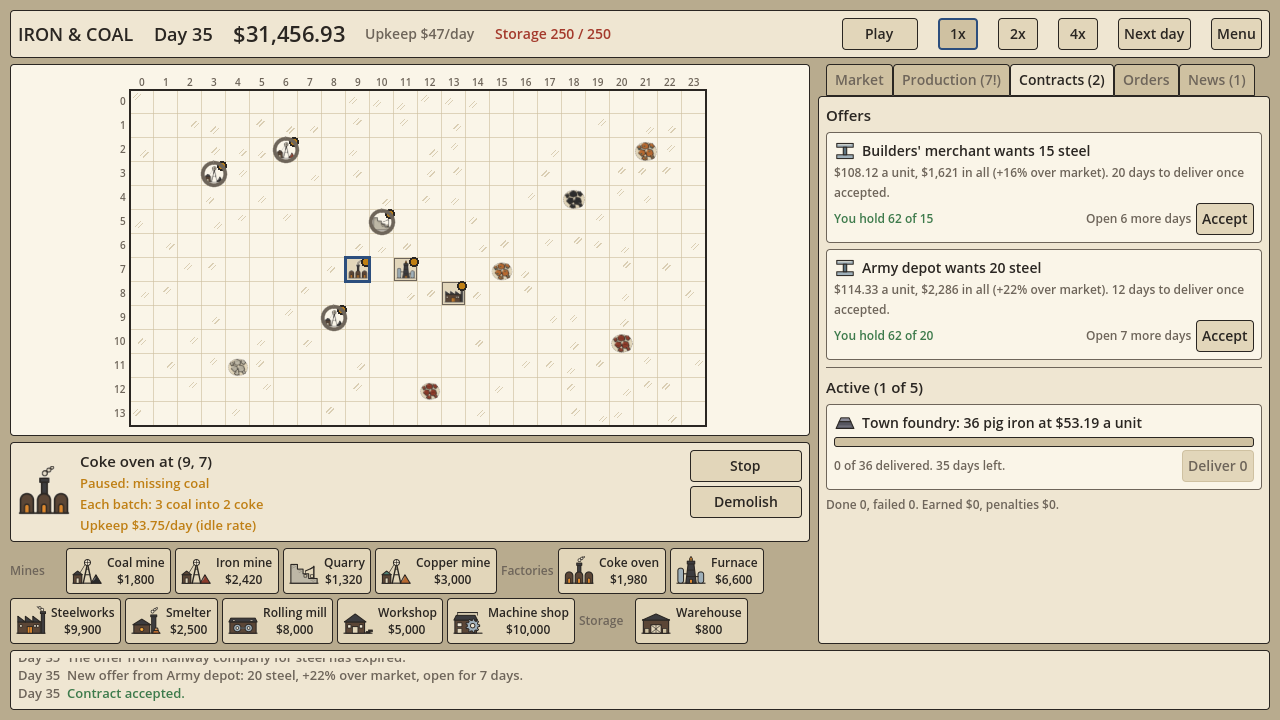 IRON & COAL Day 35 $31,456.93 Upkeep $47/day Storage 250 / 250 Play 1x 2x 4x Next day Menu
0 1 2 3 4 5 6 7 8 9 10 11 12 13 14 15 16 17 18 19 20 21 22 23
0
1
2
3
4
5
6
7
8
9
10
11
12
13
Market Production (7!) Contracts (2) Orders News (1)
Offers
Builders' merchant wants 15 steel
$108.12 a unit, $1,621 in all (+16% over market). 20 days to deliver once
accepted.
You hold 62 of 15 Open 6 more days Accept
Army depot wants 20 steel
$114.33 a unit, $2,286 in all (+22% over market). 12 days to deliver once
accepted.
You hold 62 of 20 Open 7 more days Accept
Active (1 of 5)
Town foundry: 36 pig iron at $53.19 a unit
0 of 36 delivered. 35 days left. Deliver 0
Done 0, failed 0. Earned $0, penalties $0.
Coke oven at (9, 7)
Paused: missing coal
Each batch: 3 coal into 2 coke
Upkeep $3.75/day (idle rate)
Stop
Demolish
Mines
Coal mine
$1,800
Iron mine
$2,420
Quarry
$1,320
Copper mine
$3,000
Factories
Coke oven
$1,980
Furnace
$6,600
Steelworks
$9,900
Smelter
$2,500
Rolling mill
$8,000
Workshop
$5,000
Machine shop
$10,000
Storage
Warehouse
$800
Day 35 The offer from Railway company for steel has expired.
Day 35 New offer from Army depot: 20 steel, +22% over market, open for 7 days.
Day 35 Contract accepted.